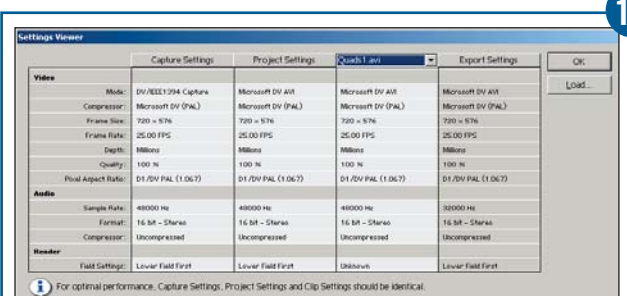 1
Settings Viewer
Capture Settings Project Settings Quads1.avi Export Settings OK
Video Load...
Mode: DV/IEEE1394 Capture Microsoft DV AVI Microsoft DV AVI Microsoft DV AVI
Compressor: Microsoft DV (PAL) Microsoft DV (PAL) Microsoft DV (PAL) Microsoft DV (PAL)
Frame Size: 720 × 576 720 × 576 720 × 576 720 × 576
Frame Rate: 25.00 FPS 25.00 FPS 25.00 FPS 25.00 FPS
Depth: Millions Millions Millions Millions
Quality: 100 % 100 % 100 % 100 %
Pixel Aspect Ratio: D1/DV PAL (1.067) D1/DV PAL (1.067) D1/DV PAL (1.067) D1/DV PAL (1.067)
Audio
Sample Rate: 48000 Hz 48000 Hz 48000 Hz 32000 Hz
Format: 16 bit - Stereo 16 bit - Stereo 16 bit - Stereo 16 bit - Stereo
Compressor: Uncompressed Uncompressed Uncompressed Uncompressed
Render
Field Settings: Lower Field First Lower Field First Unknown Lower Field First
For optimal performance, Capture Settings, Project Settings and Clip Settings should be identical.